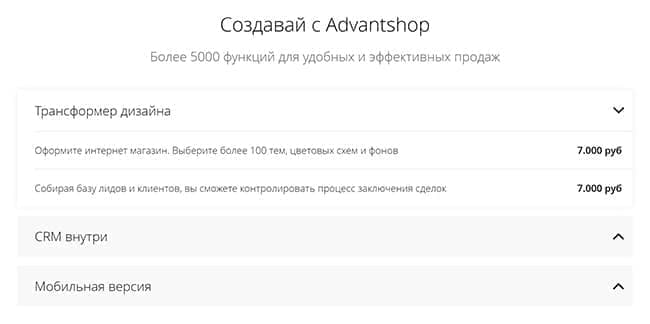 Создавай с Advantshop
Более 5000 функций для удобных и эффективных продаж
Трансформер дизайна
Оформите интернет магазин. Выберите более 100 тем, цветовых схем и фонов 7.000 руб
Собирая базу лидов и клиентов, вы сможете контролировать процесс заключения сделок 7.000 руб
CRM внутри
Мобильная версия